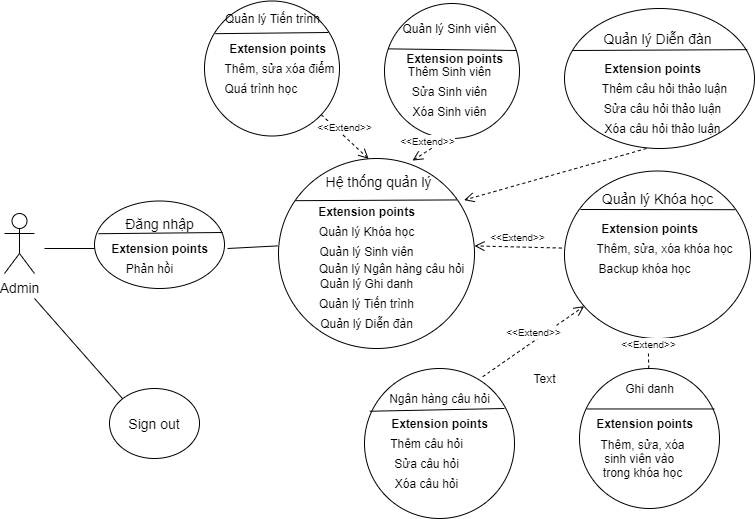 Quản lý Tiến trình
Extension points
Thêm, sửa xóa điểm
Quá trình học
<<Extend>>
Quản lý Sinh viên
Extension points
Thêm Sinh viên
Sửa Sinh viên
Xóa Sinh viên
<<Extend>>
Quản lý Diễn đàn
Extension points
Thêm câu hỏi thảo luận
Sửa câu hỏi thảo luận
Xóa câu hỏi thảo luận
Admin
Đăng nhập
Extension points
Phản hồi
Hệ thống quản lý
Extension points
Quản lý Khóa học
Quản lý Sinh viên
Quản lý Ngân hàng câu hỏi
Quản lý Ghi danh
Quản lý Tiến trình
Quản lý Diễn đàn
<<Extend>>
Quản lý Khóa học
Extension points
Thêm, sửa, xóa khóa học
Backup khóa học
<<Extend>>
<<Extend>>
Text
Sign out
Ngân hàng câu hỏi
Extension points
Thêm câu hỏi
Sửa câu hỏi
Xóa câu hỏi
Ghi danh
Extension points
Thêm, sửa, xóa
sinh viên vào
trong khóa học